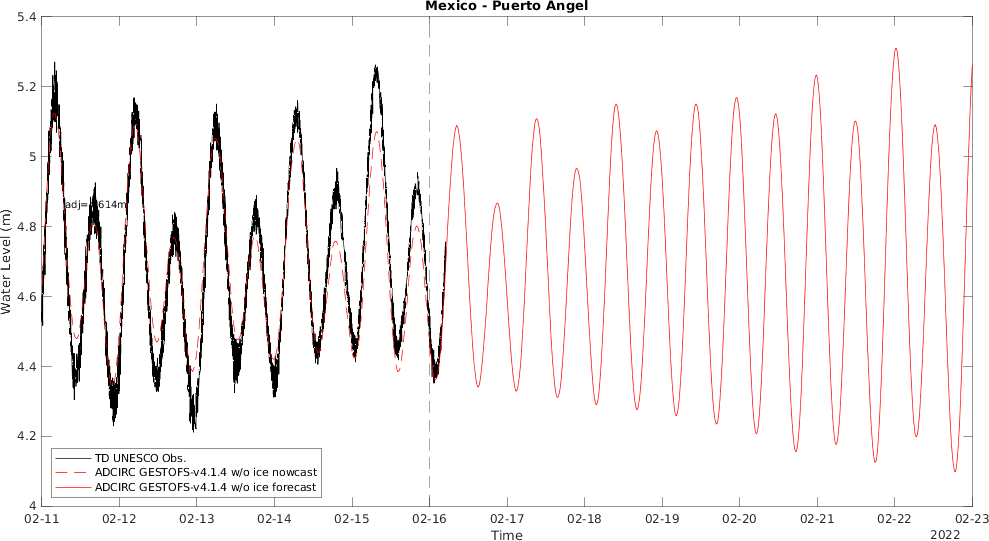 Mexico - Puerto Angel
5.4
5.2
5
4.8
4.6
4.4
4.2
4
Water Level (m)
614m
TD UNESCO Obs.
ADCIRC GESTOFS-v4.1.4 w/o ice nowcast
ADCIRC GESTOFS-v4.1.4 w/o ice forecast
02-11 02-12 02-13 02-14 02-15 02-16 02-17 02-18 02-19 02-20 02-21 02-22 02-23
Time
2022